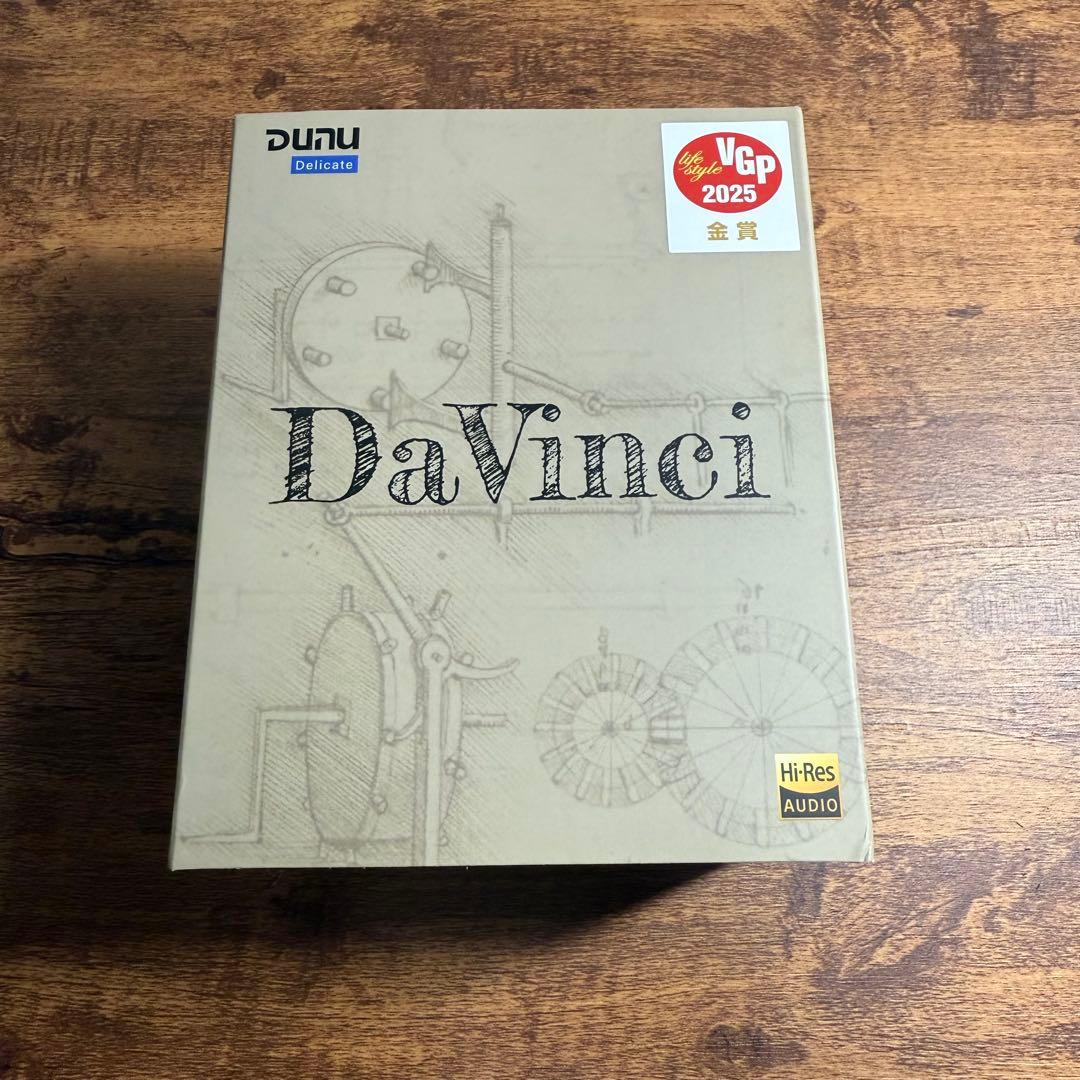 DUNU
Delicate
life
style
VGP
2025
金賞
DaVinci
Hi-Res
AUDIO